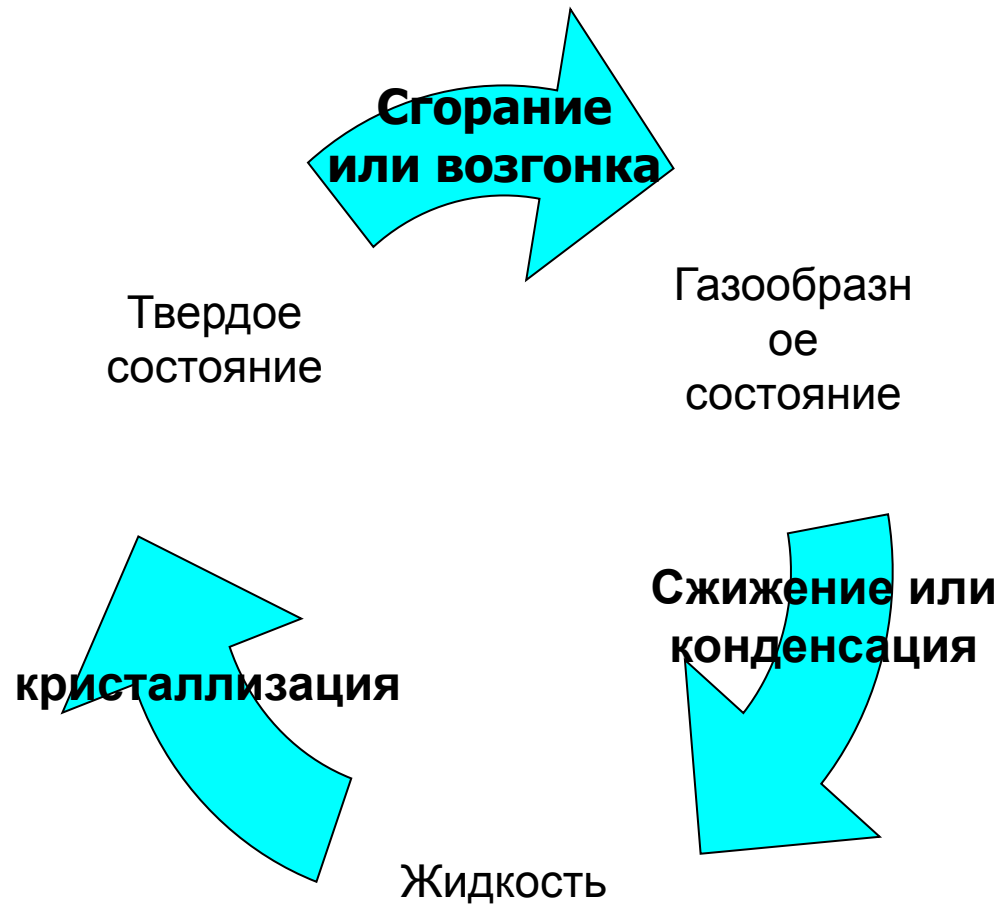 Сгорание
или возгонка
Твердое
состояние
Газообразн
ое
состояние
Сжижение или
конденсация
кристаллизация
Жидкость